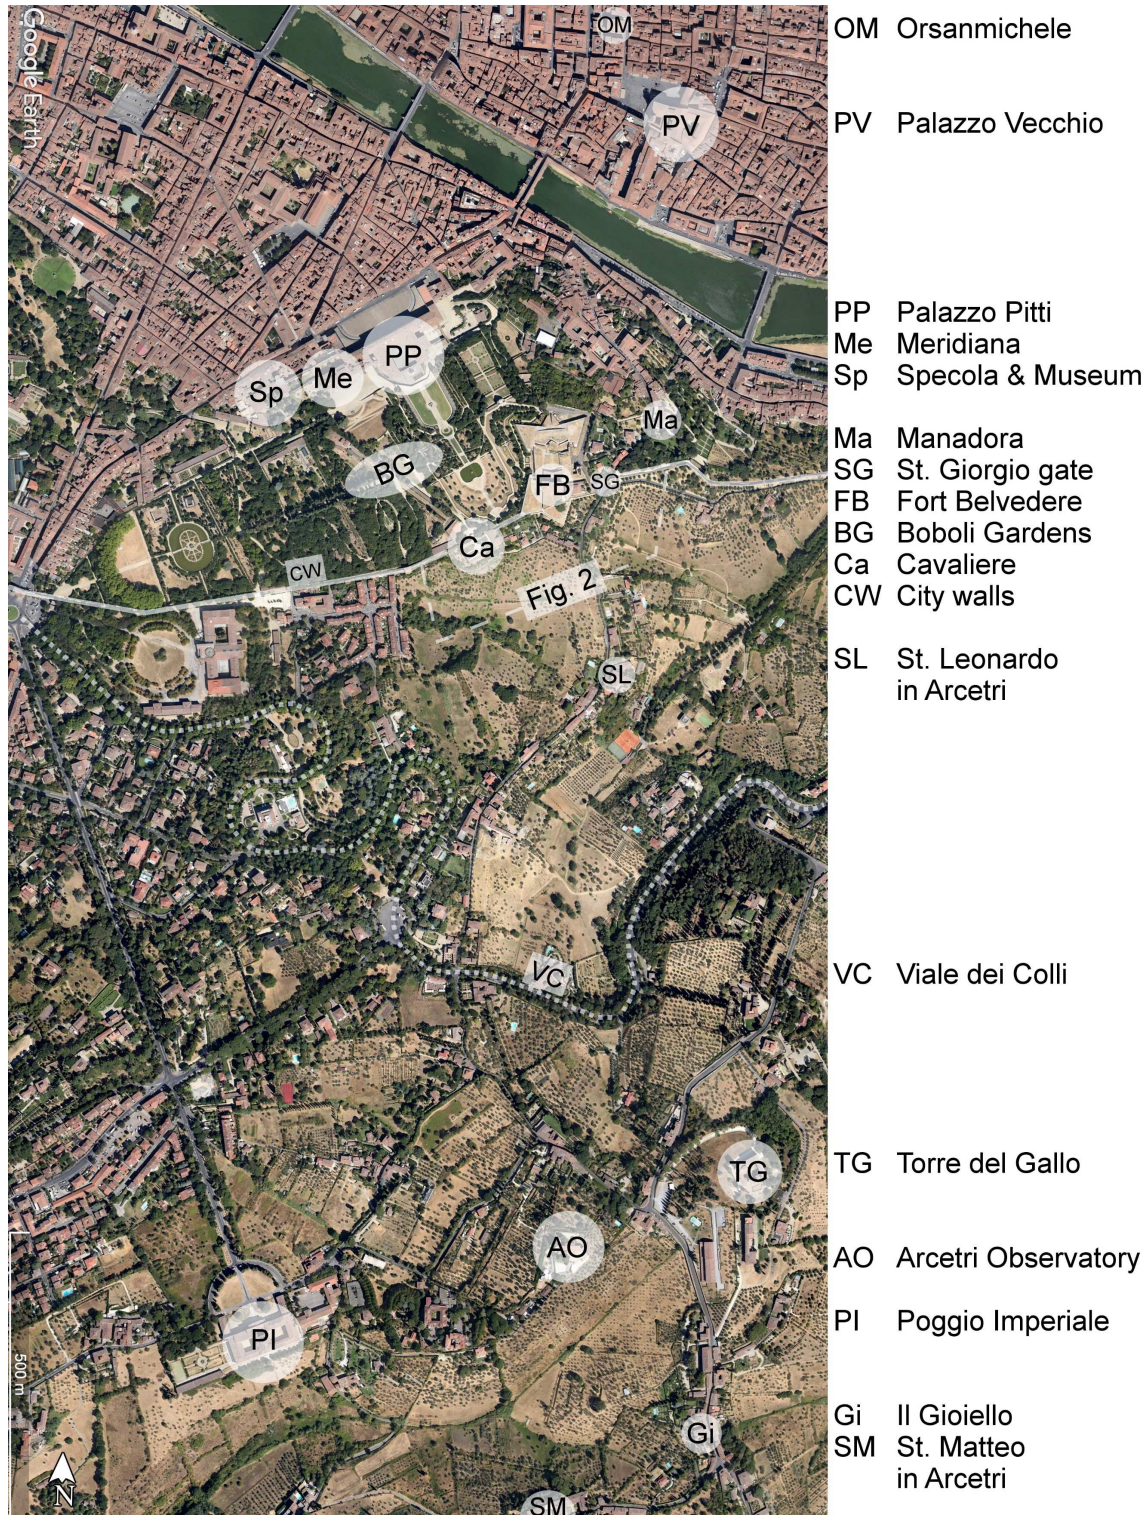 OM Orsanmichele
PV Palazzo Vecchio
PP Palazzo Pitti
Me Meridiana
Sp Specola & Museum
Ma Manadora
SG St. Giorgio gate
FB Fort Belvedere
BG Boboli Gardens
Ca Cavaliere
CW City walls
SL St. Leonardo
in Arcetri
VC Viale dei Colli
TG Torre del Gallo
AO Arcetri Observatory
PI Poggio Imperiale
Gi Il Gioiello
SM St. Matteo
in Arcetri
Google Earth
OM
PV
PP
Me
Sp
Ma
BG
FB
SG
Ca
CW
Fig. 2
SL
VC
TG
AO
PI
Gi
SM
500 m
N